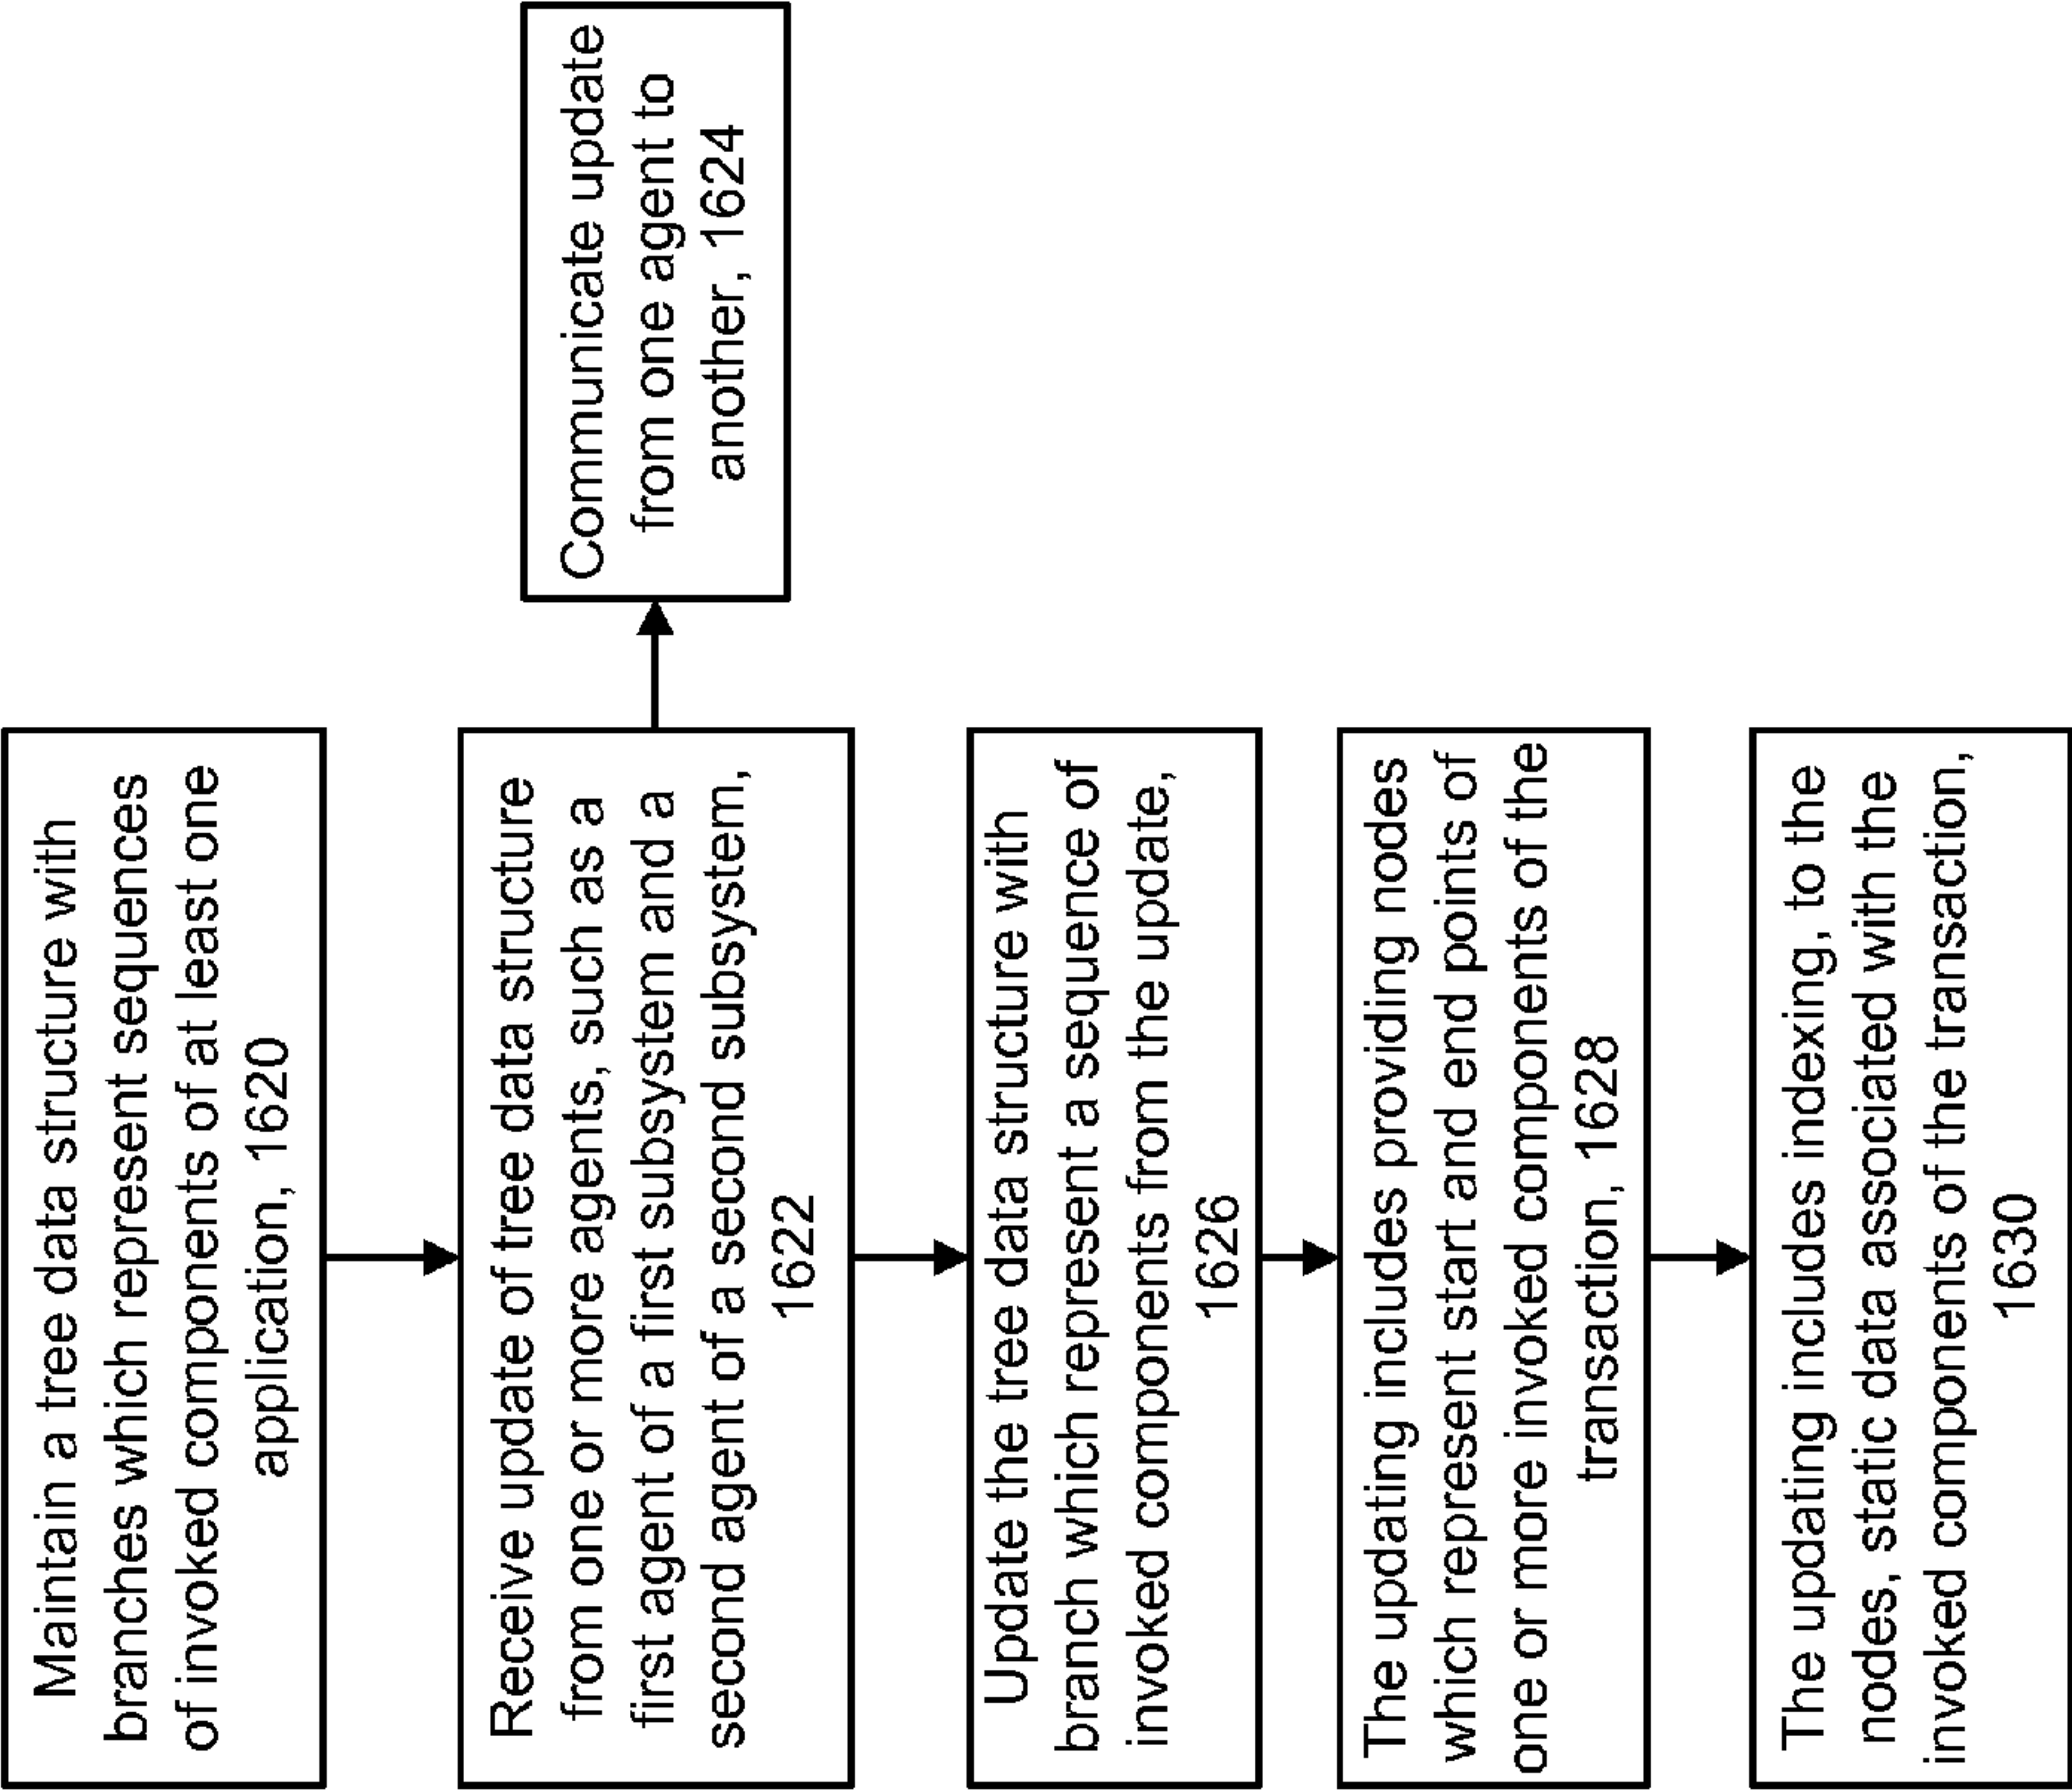 Maintain a tree data structure with
branches which represent sequences
of invoked components of at least one
application, 1620
Receive update of tree data structure
from one or more agents, such as a
first agent of a first subsystem and a
second agent of a second subsystem,
1622
Communicate update
from one agent to
another, 1624
Update the tree data structure with
branch which represent a sequence of
invoked components from the update,
1626
The updating includes providing nodes
which represent start and end points of
one or more invoked components of the
transaction, 1628
The updating includes indexing, to the
nodes, static data associated with the
invoked components of the transaction,
1630